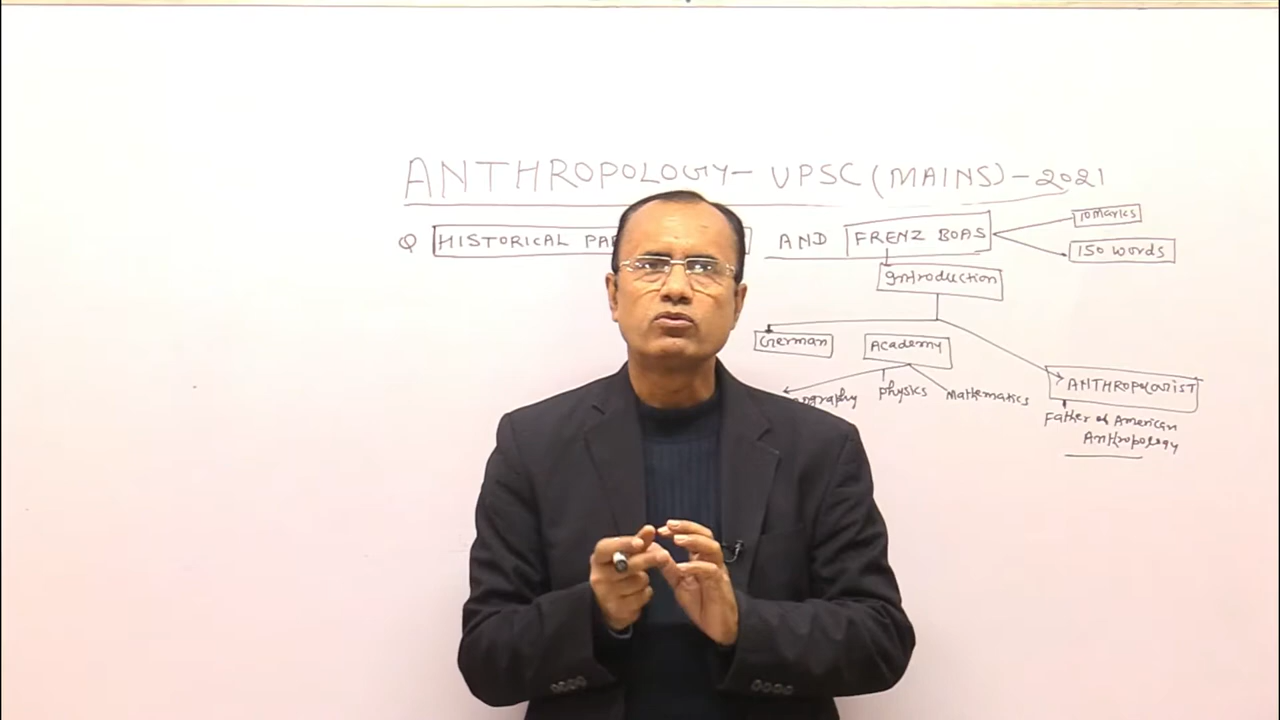 ANTHROPOLOGY- UPSC (MAINS) - 2021
Q HISTORICAL AND FRENZ BOAS
10 marks
150 words
Introduction
German
Academy
ANTHROPOLOGIST
physics Mathematics
Father of American
Anthropology